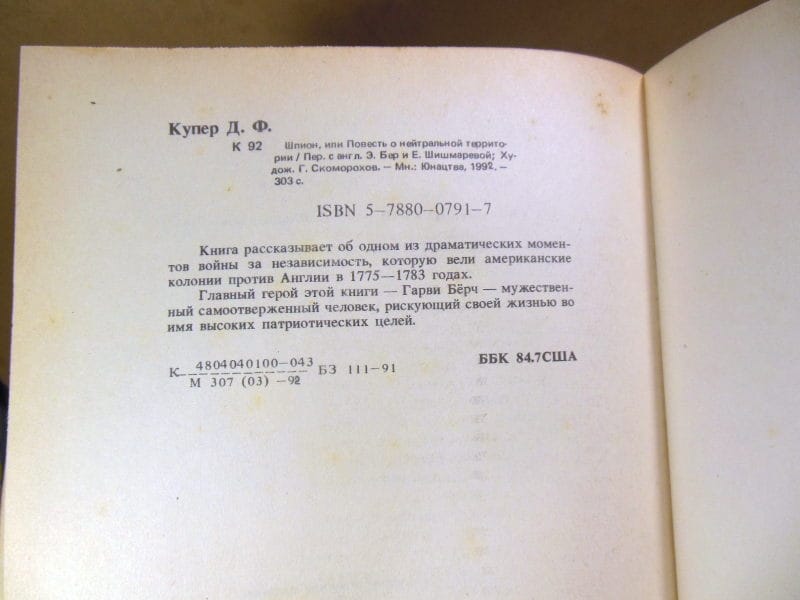 Купер Д. Ф.
К 92 Шпион, или Повесть о нейтральной террито-
рии / Пер. с англ. Э. Бер и Е. Шишмаревой; Ху-
дож. Г. Скоморохов. — Мн.: Юнацтва, 1992. —
303 с.
ISBN 5—7880—0791—7
Книга рассказывает об одном из драматических момен-
тов войны за независимость, которую вели американские
колонии против Англии в 1775—1783 годах.
Главный герой этой книги — Гарви Бёрч — мужествен-
ный самоотверженный человек, рискующий своей жизнью во
имя высоких патриотических целей.
К 4804040100—043
М 307 (03) —92 БЗ 111—91
ББК 84.7США